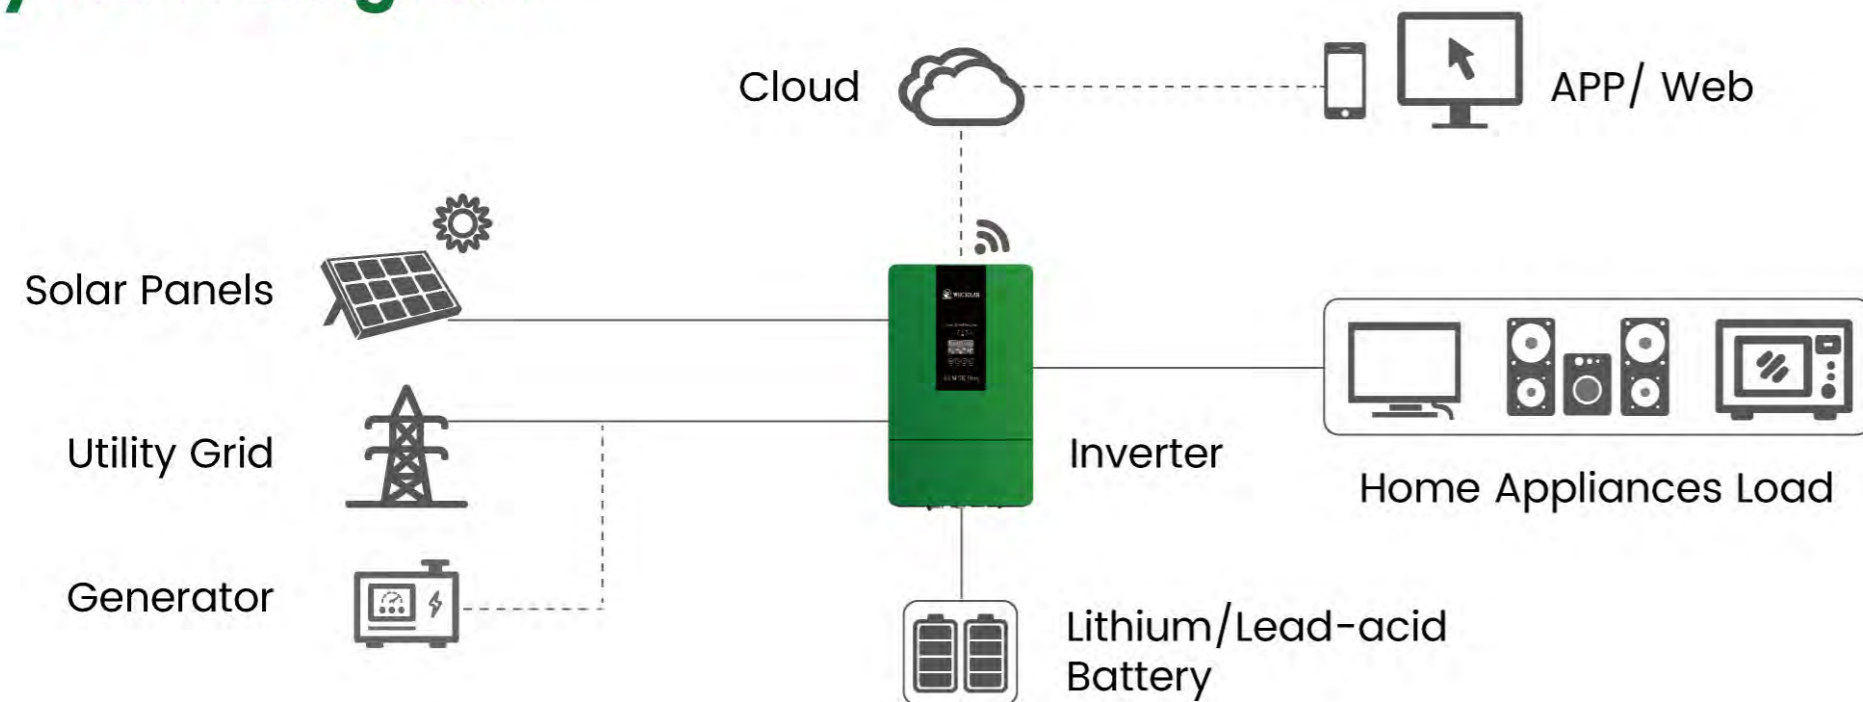 Cloud
APP/ Web
Solar Panels
Utility Grid
Inverter
Home Appliances Load
Generator
Lithium/Lead-acid
Battery